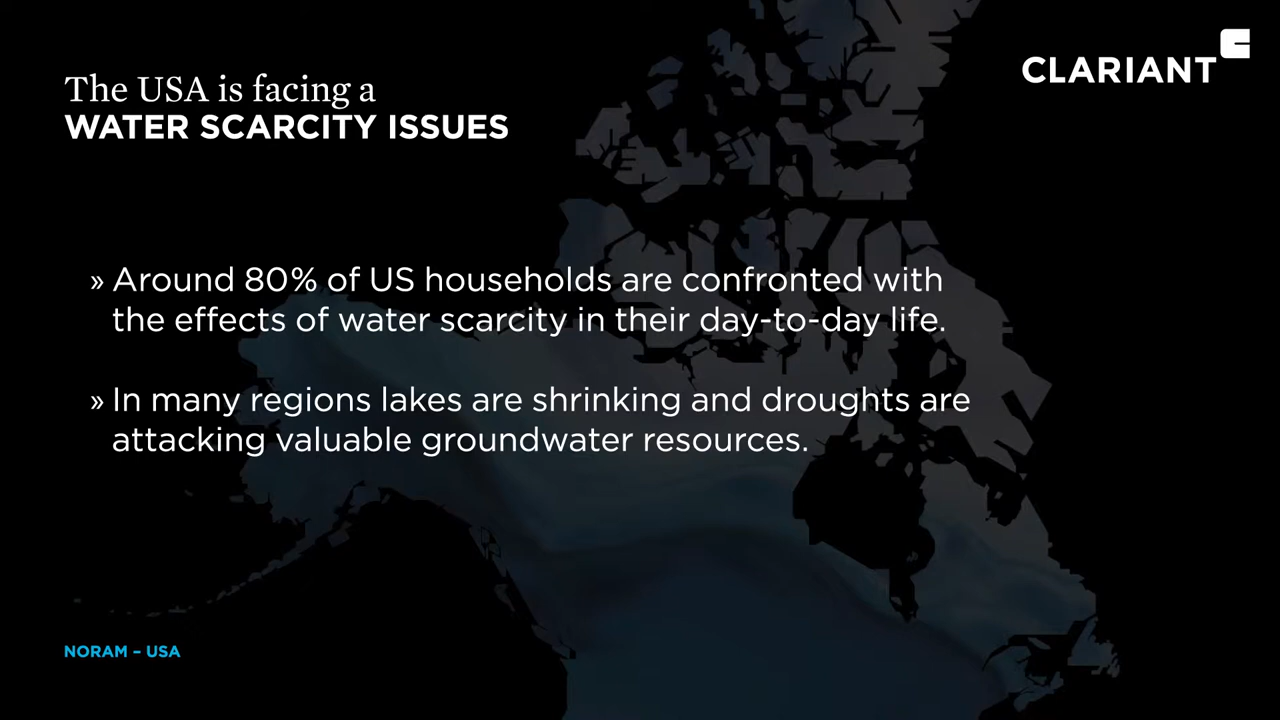 The USA is facing a
WATER SCARCITY ISSUES
CLARIANT
» Around 80% of US households are confronted with
the effects of water scarcity in their day-to-day life.
» In many regions lakes are shrinking and droughts are
attacking valuable groundwater resources.
NORAM – USA